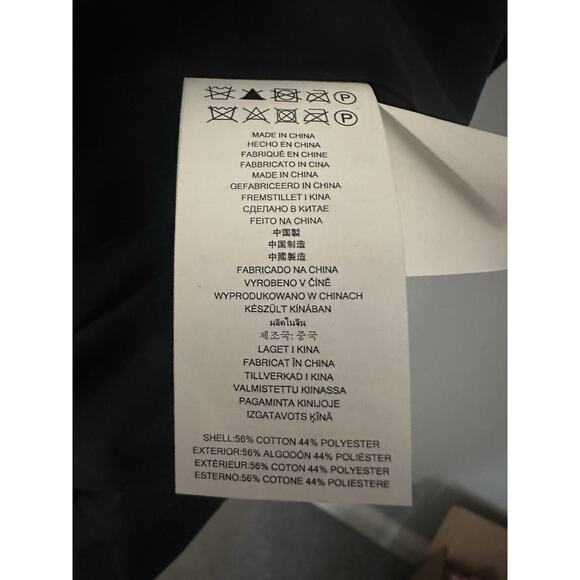 P
P
MADE IN CHINA
HECHO EN CHINA
FABRIQUÉ EN CHINE
FABBRICATO IN CINA
MADE IN CHINA
GEFABRICEERD IN CHINA
FREMSTILLET I KINA
СДЕЛАНО В КИТАЕ
FEITO NA CHINA
中国製
中国制造
中國製造
FABRICADO NA CHINA
VYROBENO V ČÍNĚ
WYPRODUKOWANO W CHINACH
KÉSZÜLT KÍNÁBAN
ผลิตในจีน
제조국: 중국
LAGET I KINA
FABRICAT ÎN CHINA
TILLVERKAD I KINA
VALMISTETTU KIINASSA
PAGAMINTA KINIJOJE
IZGATAVOTS ĶĪNĀ
SHELL:56% COTTON 44% POLYESTER
EXTERIOR:56% ALGODÓN 44% POLIÉSTER
EXTÉRIEUR:56% COTON 44% POLYESTER
ESTERNO:56% COTONE 44% POLIESTERE